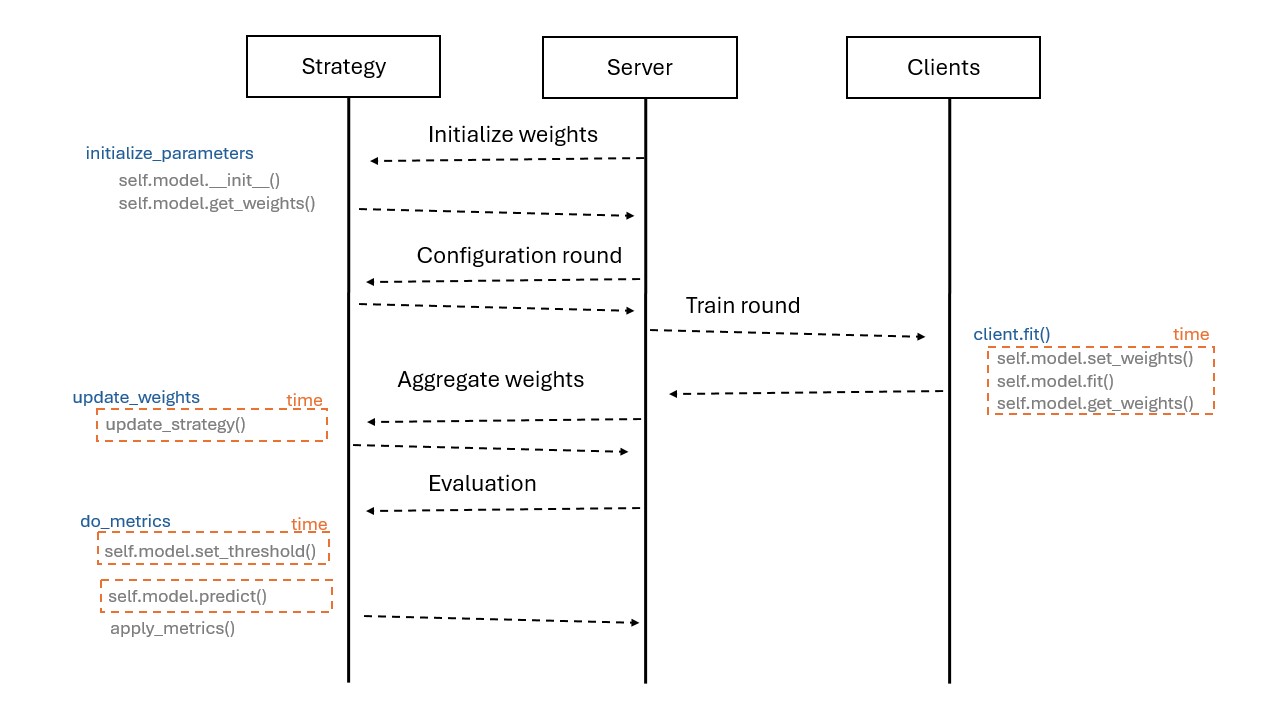 Strategy
Server
Clients
Initialize weights
initialize_parameters
self.model.__init__()
self.model.get_weights()
Configuration round
Train round
client.fit()
time
self.model.set_weights()
self.model.fit()
self.model.get_weights()
Aggregate weights
update_weights
time
update_strategy()
Evaluation
do_metrics
time
self.model.set_threshold()
self.model.predict()
apply_metrics()